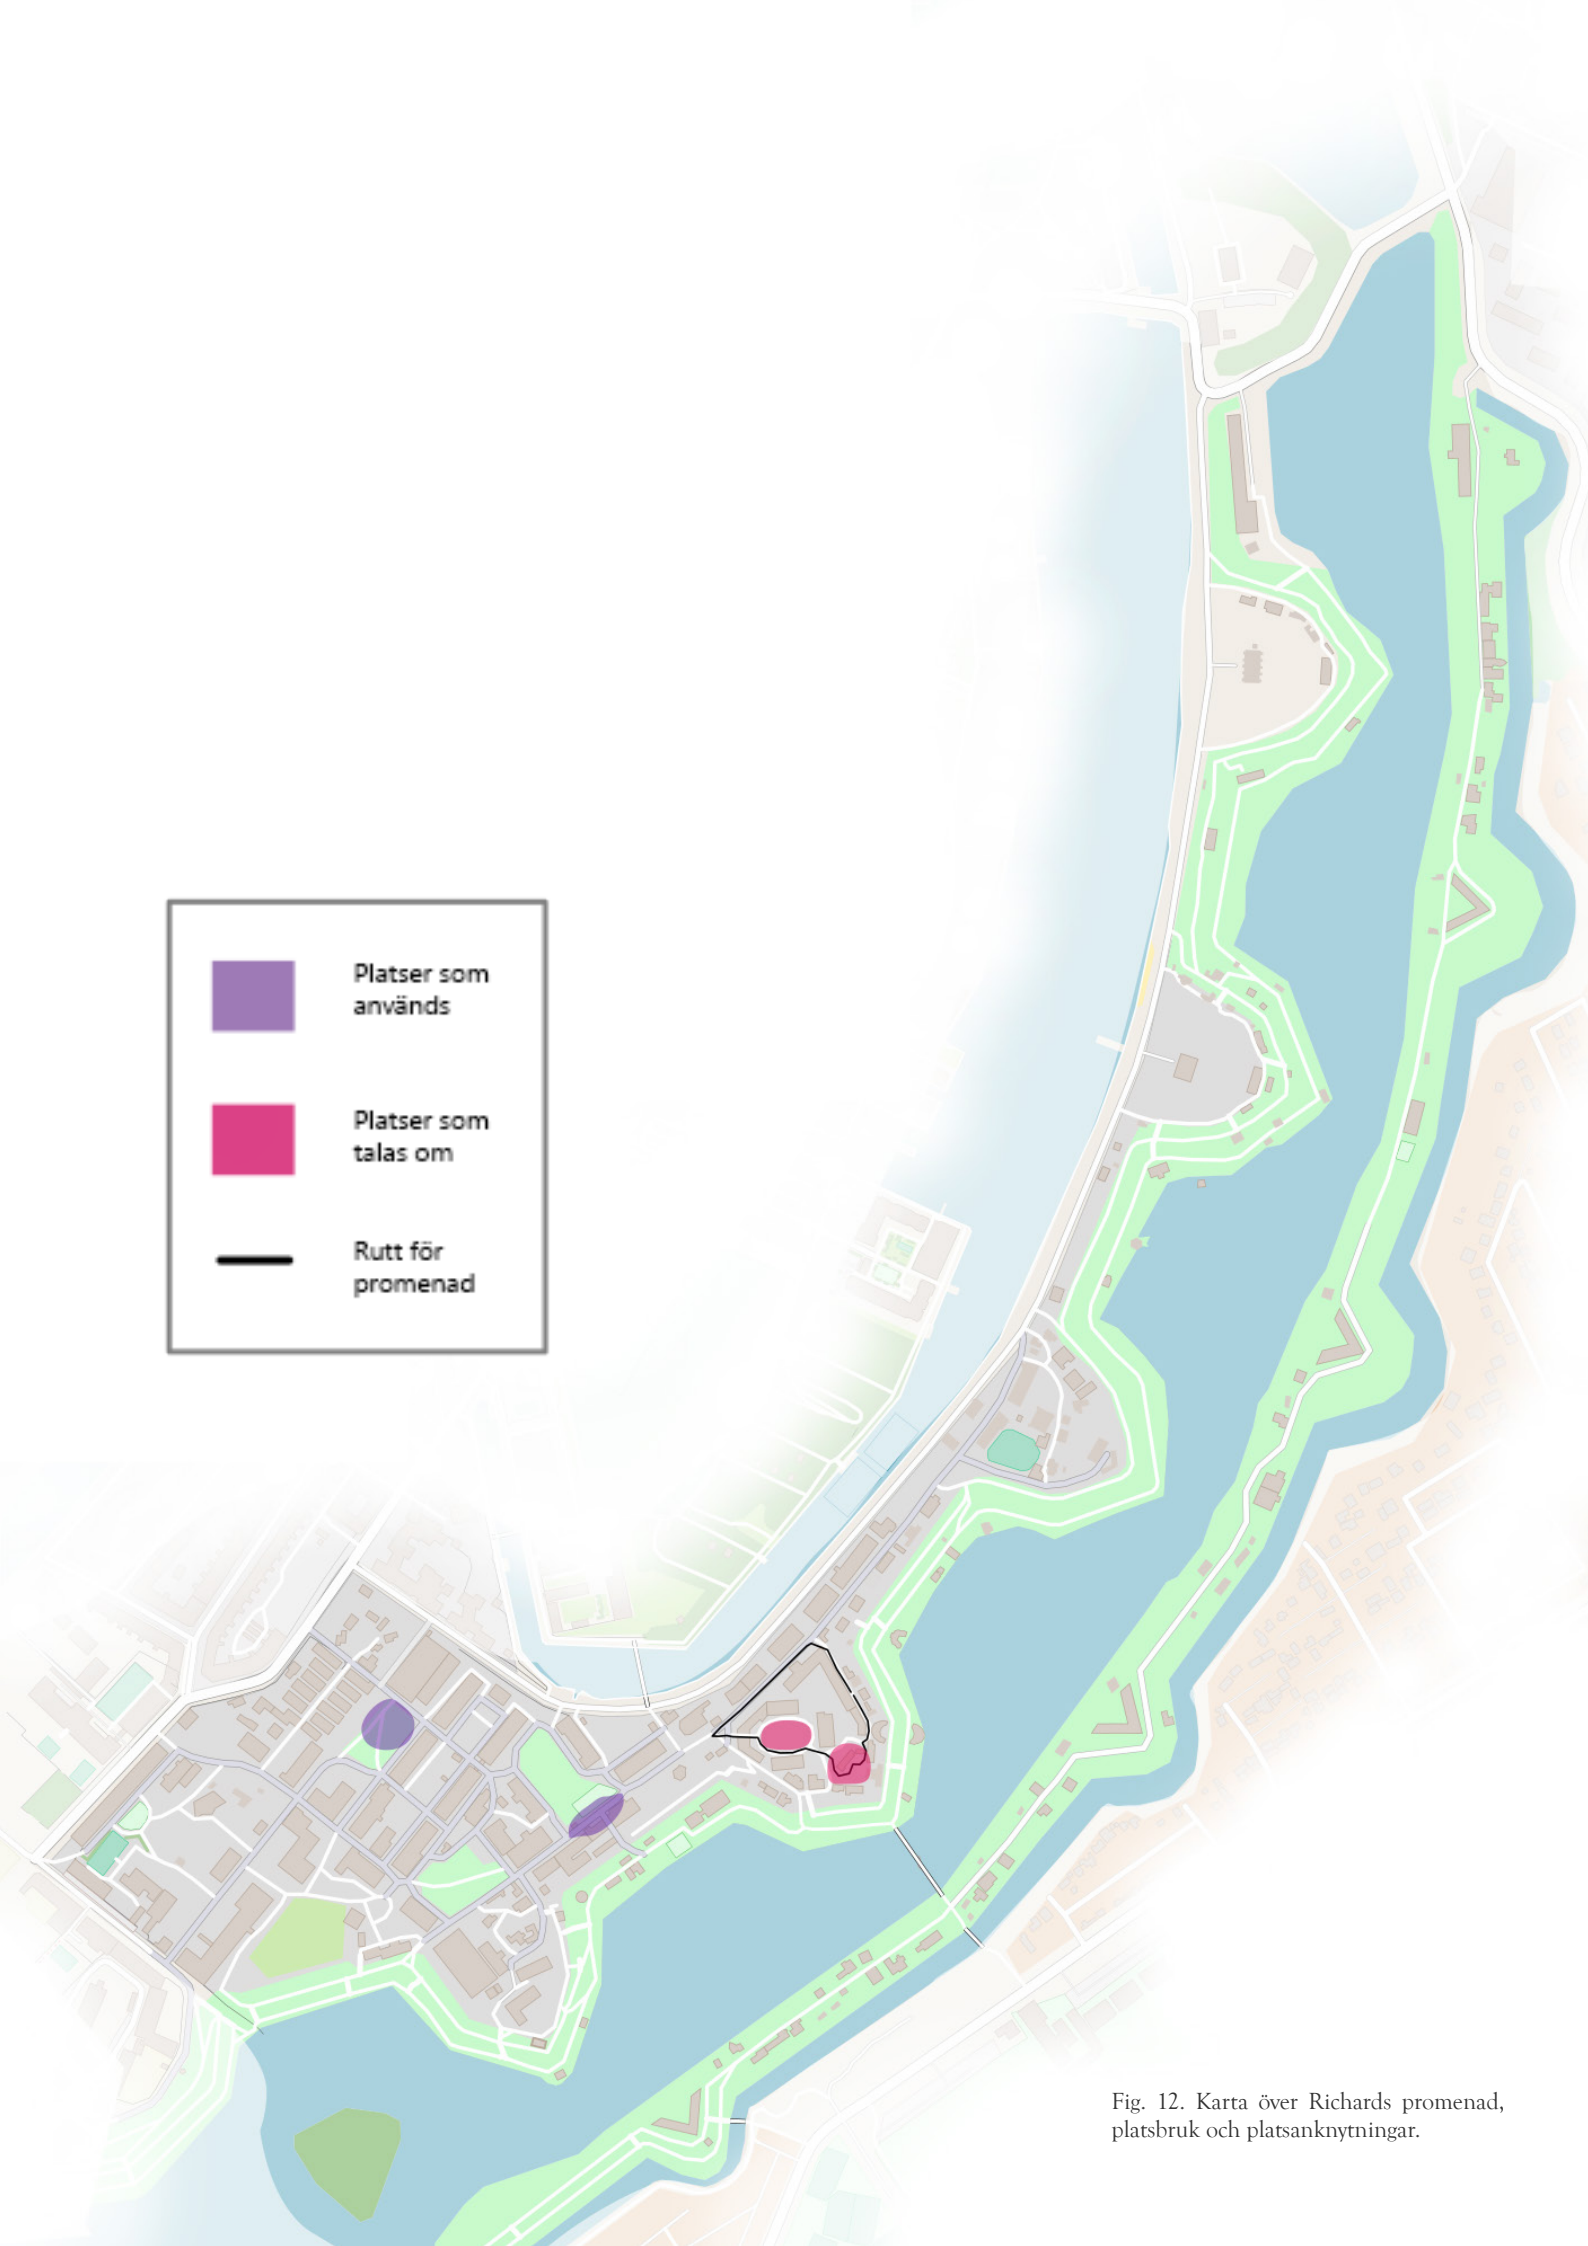 Platser som
används
Platser som
talas om
Rutt för
promenad
Fig. 12. Karta över Richards promenad,
platsbruk och platsanknytningar.